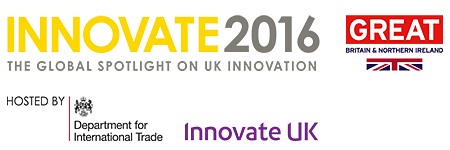 INNOVATE2016
THE GLOBAL SPOTLIGHT ON UK INNOVATION
GREAT
BRITAIN & NORTHERN IRELAND
HOSTED BY
Department for
International Trade
Innovate UK